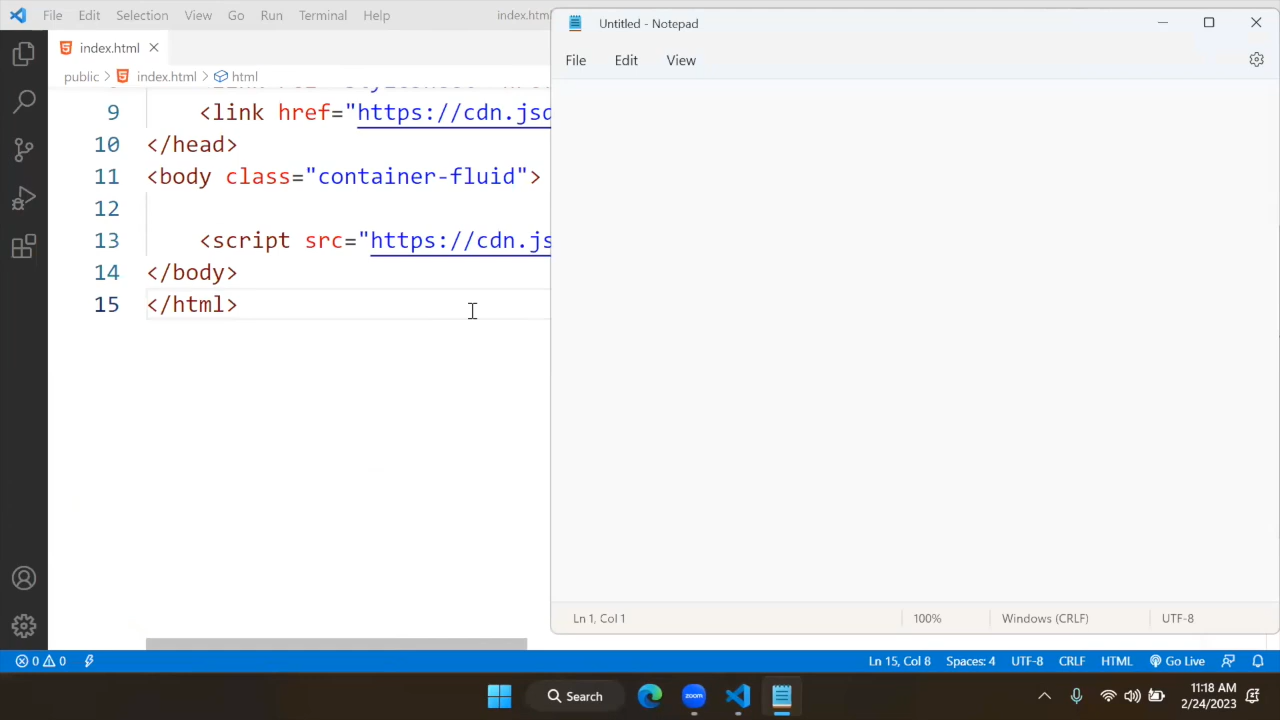 File Edit Selection View Go Run Terminal Help index.htm
Untitled - Notepad
index.html
File Edit View
public > index.html > html
9 <link href="https://cdn.jsd
10 </head>
11 <body class="container-fluid">
12
13 <script src="https://cdn.js
14 </body>
15 </html>
Ln 1, Col 1 100% Windows (CRLF) UTF-8
0 0 Ln 15, Col 8 Spaces: 4 UTF-8 CRLF HTML Go Live
Search zoom 11:18 AM
2/24/2023